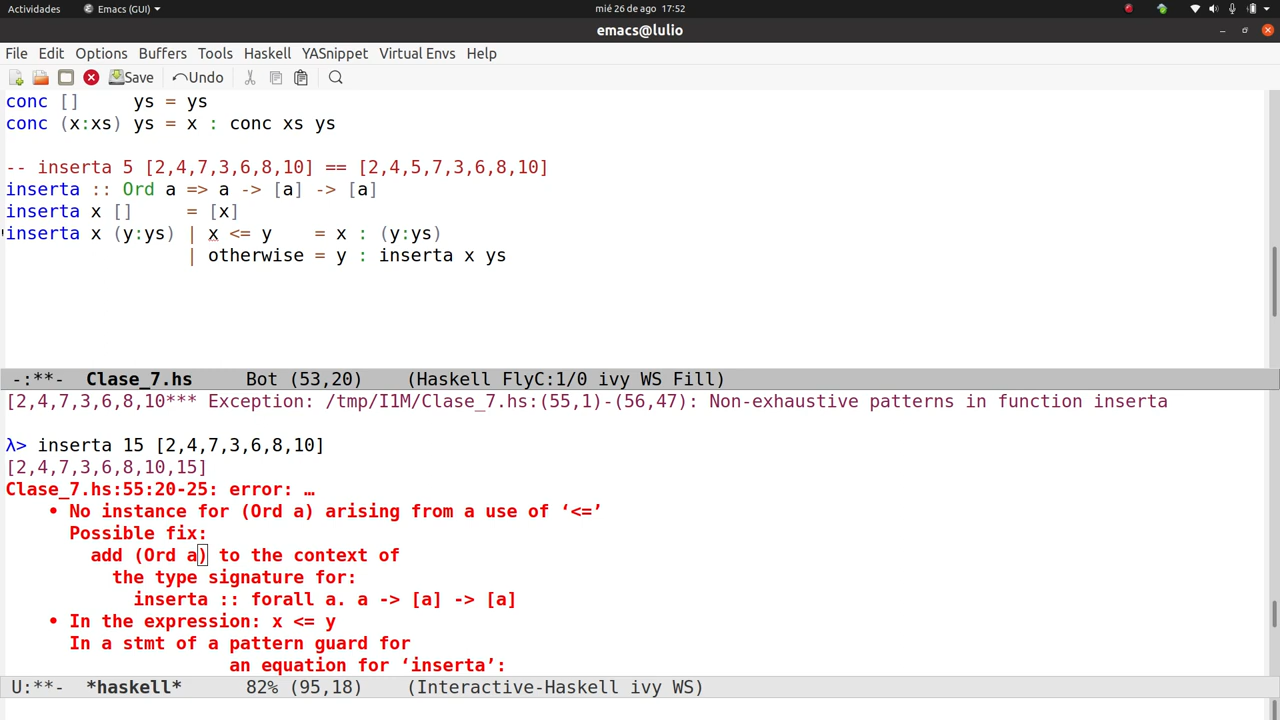 Actividades Emacs (GUI) mié 26 de ago 17:52
emacs@lulio
File Edit Options Buffers Tools Haskell YASnippet Virtual Envs Help
Save Undo
conc []     ys = ys
conc (x:xs) ys = x : conc xs ys
-- inserta 5 [2,4,7,3,6,8,10] == [2,4,5,7,3,6,8,10]
inserta :: Ord a => a -> [a] -> [a]
inserta x []     = [x]
inserta x (y:ys) | x <= y    = x : (y:ys)
                 | otherwise = y : inserta x ys
-:**-  Clase_7.hs     Bot (53,20)    (Haskell FlyC:1/0 ivy WS Fill)
[2,4,7,3,6,8,10*** Exception: /tmp/I1M/Clase_7.hs:(55,1)-(56,47): Non-exhaustive patterns in function inserta
λ> inserta 15 [2,4,7,3,6,8,10]
[2,4,7,3,6,8,10,15]
Clase_7.hs:55:20-25: error: …
    • No instance for (Ord a) arising from a use of ‘<=’
      Possible fix:
        add (Ord a) to the context of
          the type signature for:
            inserta :: forall a. a -> [a] -> [a]
    • In the expression: x <= y
      In a stmt of a pattern guard for
                     an equation for ‘inserta’:
U:**-  *haskell*      82% (95,18)    (Interactive-Haskell ivy WS)